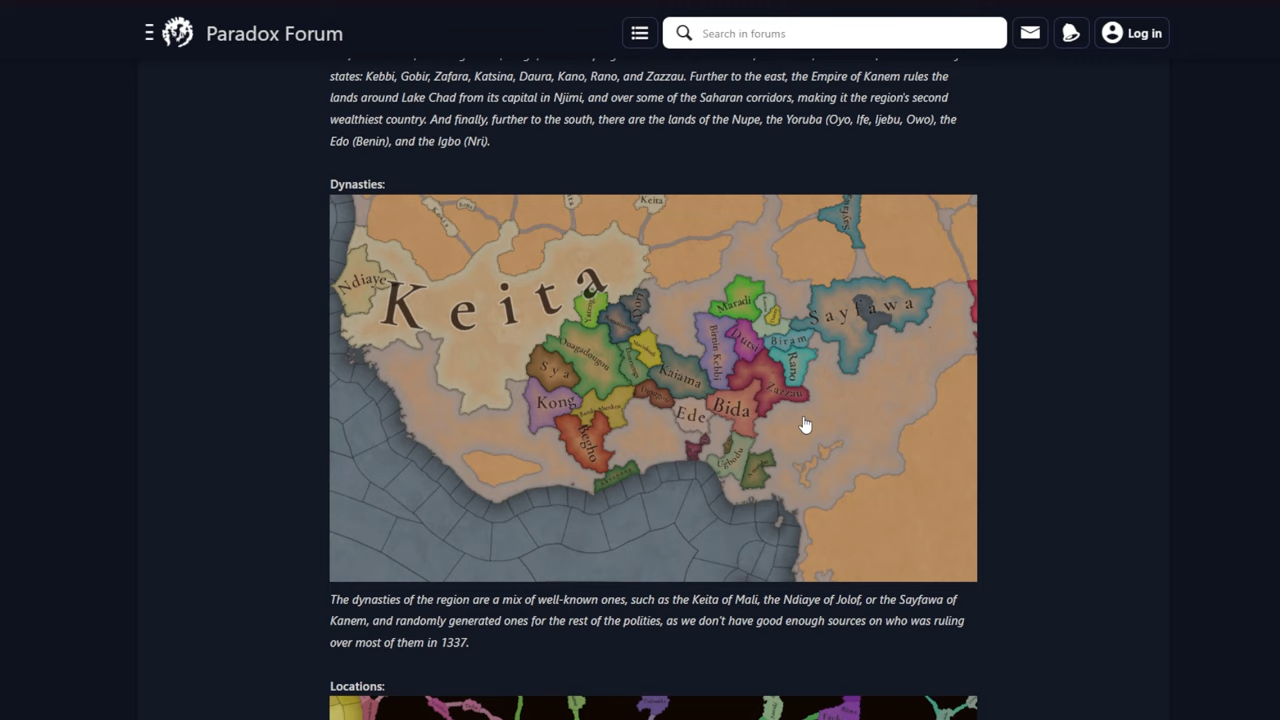 Paradox Forum
Search in forums
Log in
states: Kebbi, Gobir, Zafara, Katsina, Daura, Kano, Rano, and Zazzau. Further to the east, the Empire of Kanem rules the
lands around Lake Chad from its capital in Njimi, and over some of the Saharan corridors, making it the region's second
wealthiest country. And finally, further to the south, there are the lands of the Nupe, the Yoruba (Oyo, Ife, Ijebu, Owo), the
Edo (Benin), and the Igbo (Nri).
Dynasties:
Keita
Ndiaye
Keita
Sayfawa
Maradi
Sayfawa
Dori
Yatenga
Ouagadougou
Birnin Kebbi
Dutsi
Biram
Rano
Sya
Kaiama
Zazzau
Kong
Ede
Bida
Begho
Ugbodu
The dynasties of the region are a mix of well-known ones, such as the Keita of Mali, the Ndiaye of Jolof, or the Sayfawa of
Kanem, and randomly generated ones for the rest of the polities, as we don't have good enough sources on who was ruling
over most of them in 1337.
Locations: